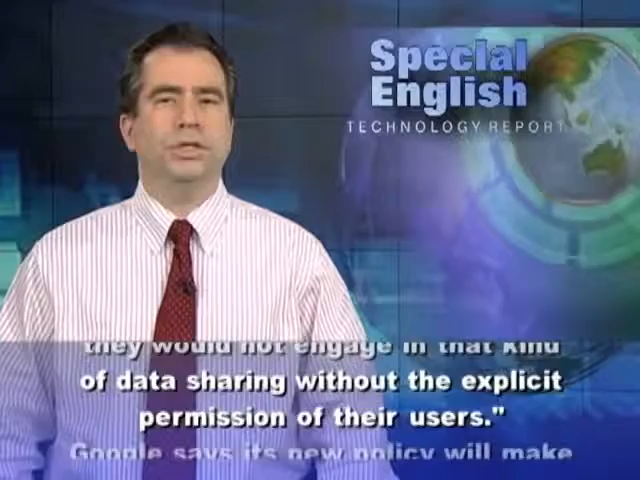 Special
English
TECHNOLOGY REPORT
they would not engage in that kind
of data sharing without the explicit
permission of their users."
Google says its new policy will make